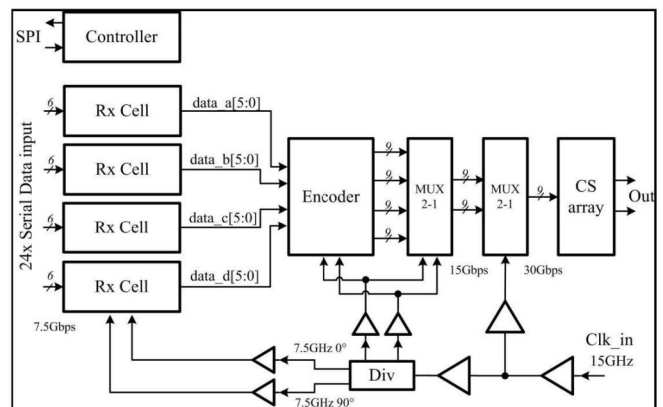 SPI
Controller
24x Serial Data input
6
Rx Cell
data_a[5:0]
6
Rx Cell
data_b[5:0]
6
Rx Cell
data_c[5:0]
6
Rx Cell
data_d[5:0]
7.5Gbps
Encoder
9
9
9
9
MUX
2-1
9
9
15Gbps
MUX
2-1
30Gbps
9
CS
array
Out
7.5GHz 0°
7.5GHz 90°
Div
Clk_in
15GHz